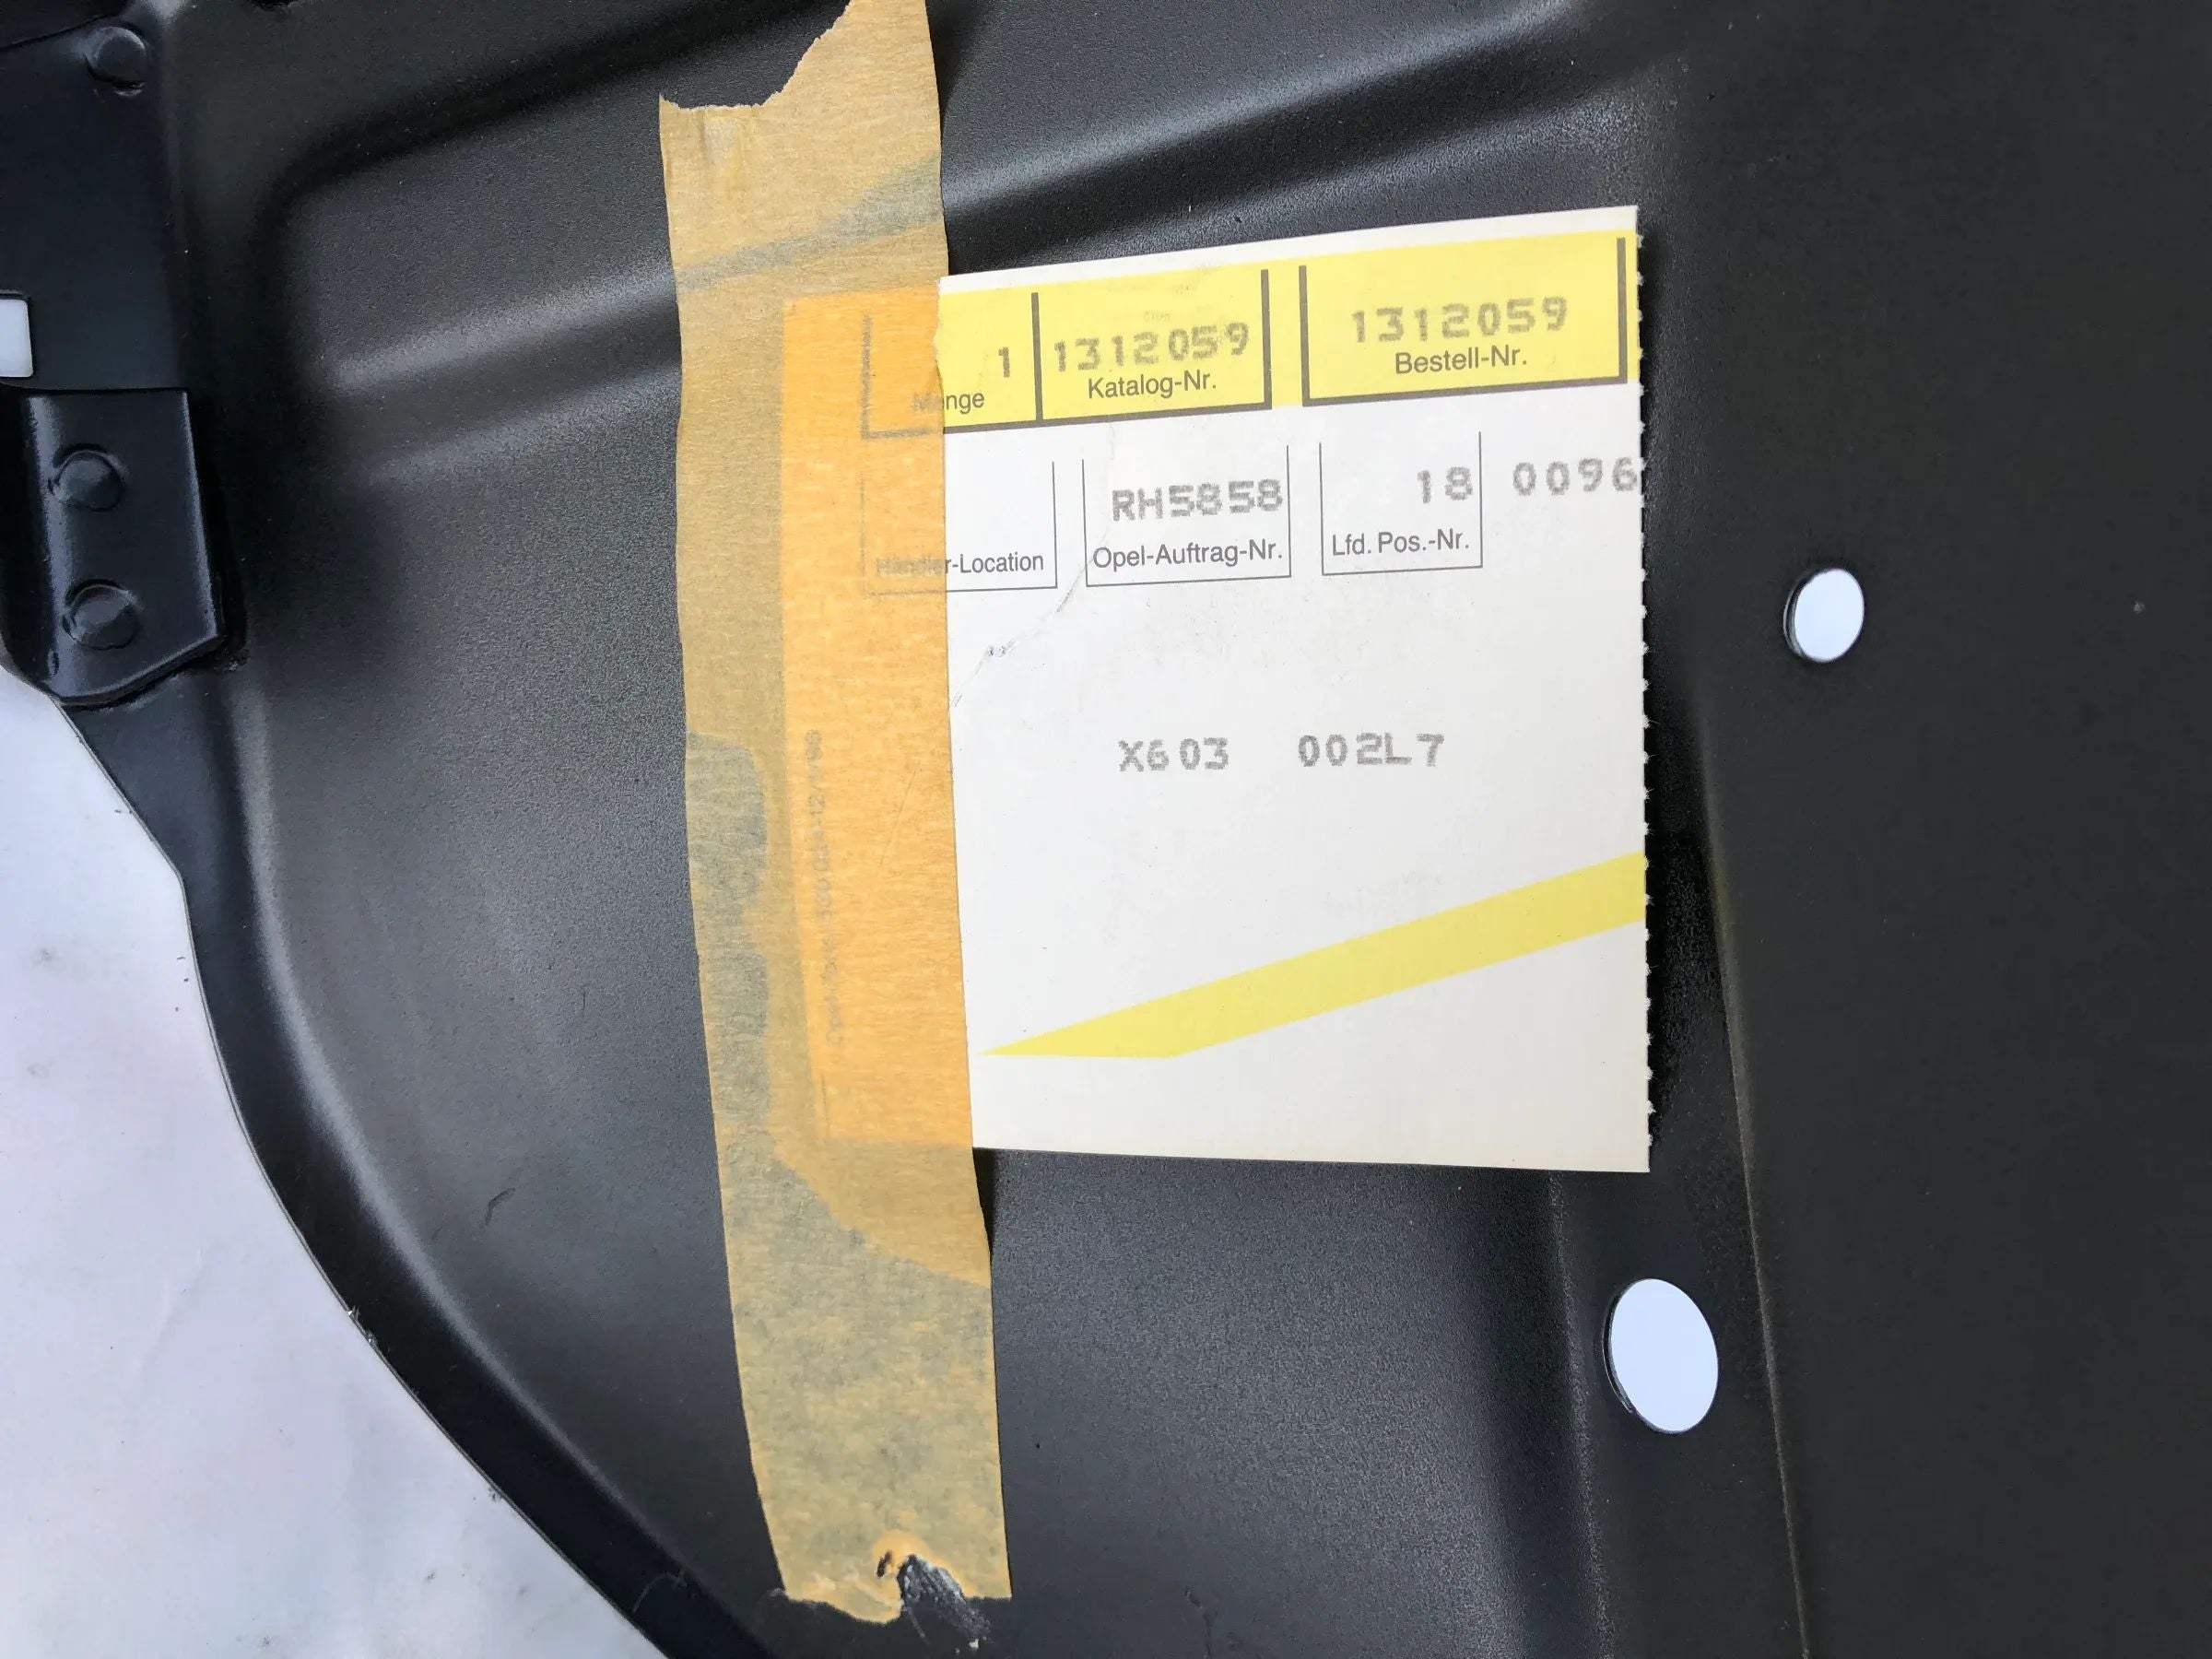 1 1312059 1312059
Menge Katalog-Nr. Bestell-Nr.
RH5858 18 0096
Händler-Location Opel-Auftrag-Nr. Lfd. Pos.-Nr.
X603 002L7